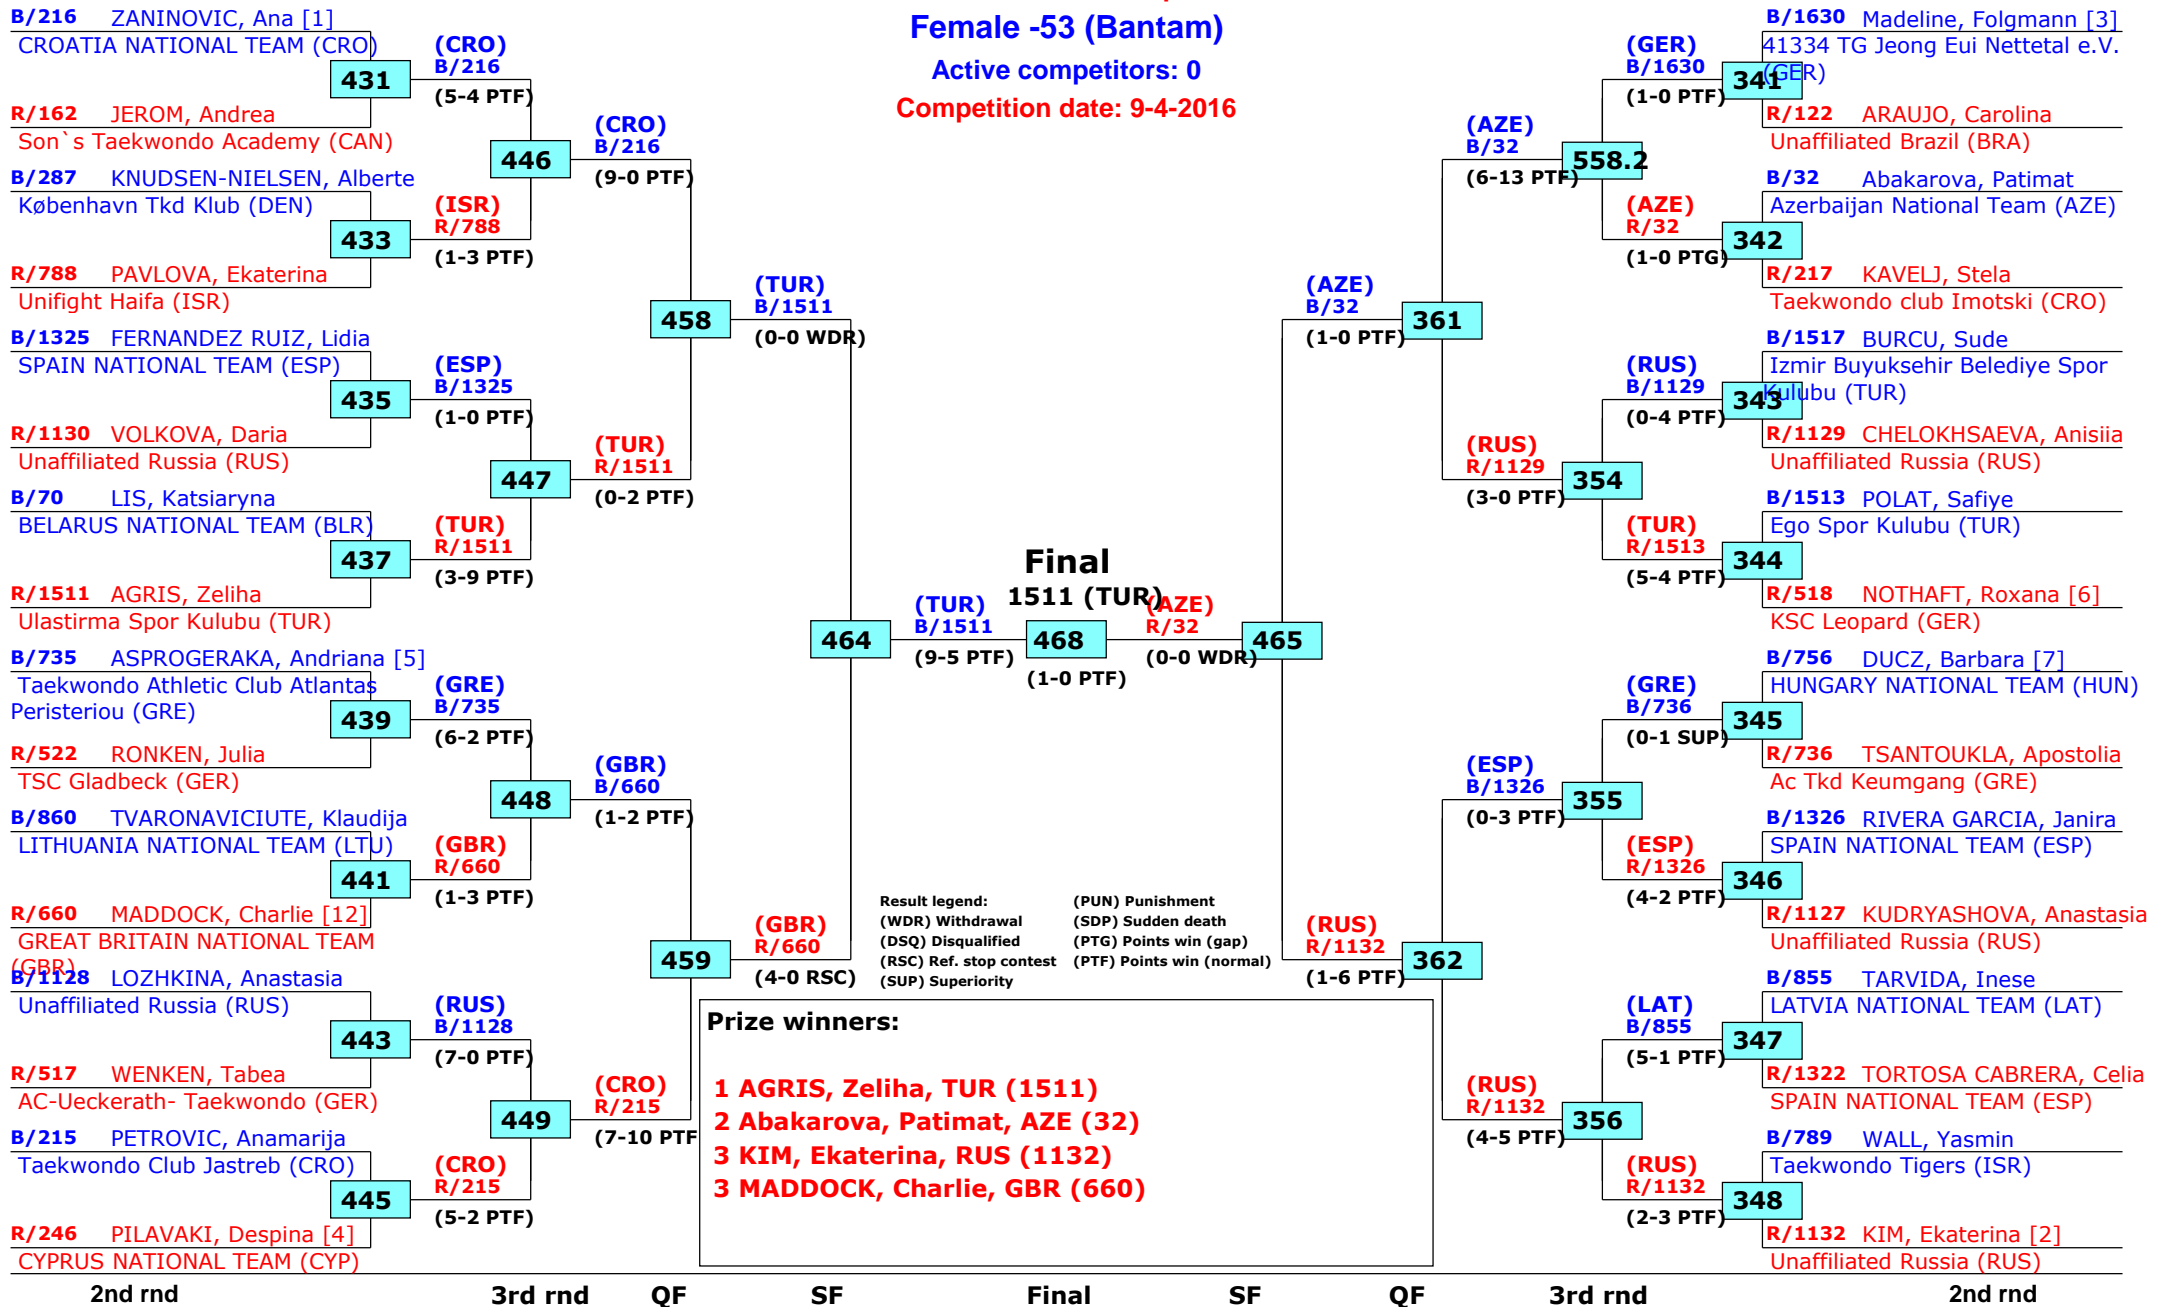 Female -53 (Bantam)
Active competitors: 0
Competition date: 9-4-2016
B/216 ZANINOVIC, Ana [1]
CROATIA NATIONAL TEAM (CRO)
431
R/162 JEROM, Andrea
Son`s Taekwondo Academy (CAN)
B/287 KNUDSEN-NIELSEN, Alberte
København Tkd Klub (DEN)
433
R/788 PAVLOVA, Ekaterina
Unifight Haifa (ISR)
B/1325 FERNANDEZ RUIZ, Lidia
SPAIN NATIONAL TEAM (ESP)
435
R/1130 VOLKOVA, Daria
Unaffiliated Russia (RUS)
B/70 LIS, Katsiaryna
BELARUS NATIONAL TEAM (BLR)
437
R/1511 AGRIS, Zeliha
Ulastirma Spor Kulubu (TUR)
B/735 ASPROGERAKA, Andriana [5]
Taekwondo Athletic Club Atlantas
Peristeriou (GRE)
439
R/522 RONKEN, Julia
TSC Gladbeck (GER)
B/860 TVARONAVICIUTE, Klaudija
LITHUANIA NATIONAL TEAM (LTU)
441
R/660 MADDOCK, Charlie [12]
GREAT BRITAIN NATIONAL TEAM
(GBR)
B/1128 LOZHKINA, Anastasia
Unaffiliated Russia (RUS)
443
R/517 WENKEN, Tabea
AC-Ueckerath- Taekwondo (GER)
B/215 PETROVIC, Anamarija
Taekwondo Club Jastreb (CRO)
445
R/246 PILAVAKI, Despina [4]
CYPRUS NATIONAL TEAM (CYP)
(CRO)
B/216
(5-4 PTF)
446
(ISR)
R/788
(1-3 PTF)
(ESP)
B/1325
(1-0 PTF)
447
(TUR)
R/1511
(3-9 PTF)
(GRE)
B/735
(6-2 PTF)
448
(GBR)
R/660
(1-3 PTF)
(RUS)
B/1128
(7-0 PTF)
449
(CRO)
R/215
(5-2 PTF)
(CRO)
B/216
(9-0 PTF)
458
(TUR)
R/1511
(0-2 PTF)
(GBR)
B/660
(1-2 PTF)
459
(CRO)
R/215
(7-10 PTF
(TUR)
B/1511
(0-0 WDR)
464
(GBR)
R/660
(4-0 RSC)
(TUR)
B/1511
(9-5 PTF)
Final
1511 (TUR)
468
(1-0 PTF)
(AZE)
R/32
(0-0 WDR)
465
(AZE)
B/32
(1-0 PTF)
361
(RUS)
R/1132
(1-6 PTF)
362
(AZE)
B/32
(6-13 PTF)
558.2
(RUS)
R/1129
(3-0 PTF)
354
(ESP)
B/1326
(0-3 PTF)
355
(RUS)
R/1132
(4-5 PTF)
356
(GER)
B/1630
(1-0 PTF)
(AZE)
R/32
(1-0 PTG)
(RUS)
B/1129
(0-4 PTF)
(TUR)
R/1513
(5-4 PTF)
(GRE)
B/736
(0-1 SUP)
(ESP)
R/1326
(4-2 PTF)
(LAT)
B/855
(5-1 PTF)
(RUS)
R/1132
(2-3 PTF)
B/1630 Madeline, Folgmann [3]
41334 TG Jeong Eui Nettetal e.V.
(GER)
341
R/122 ARAUJO, Carolina
Unaffiliated Brazil (BRA)
B/32 Abakarova, Patimat
Azerbaijan National Team (AZE)
342
R/217 KAVELJ, Stela
Taekwondo club Imotski (CRO)
B/1517 BURCU, Sude
Izmir Buyuksehir Belediye Spor
Kulubu (TUR)
343
R/1129 CHELOKHSAEVA, Anisiia
Unaffiliated Russia (RUS)
B/1513 POLAT, Safiye
Ego Spor Kulubu (TUR)
344
R/518 NOTHAFT, Roxana [6]
KSC Leopard (GER)
B/756 DUCZ, Barbara [7]
HUNGARY NATIONAL TEAM (HUN)
345
R/736 TSANTOUKLA, Apostolia
Ac Tkd Keumgang (GRE)
B/1326 RIVERA GARCIA, Janira
SPAIN NATIONAL TEAM (ESP)
346
R/1127 KUDRYASHOVA, Anastasia
Unaffiliated Russia (RUS)
B/855 TARVIDA, Inese
LATVIA NATIONAL TEAM (LAT)
347
R/1322 TORTOSA CABRERA, Celia
SPAIN NATIONAL TEAM (ESP)
B/789 WALL, Yasmin
Taekwondo Tigers (ISR)
348
R/1132 KIM, Ekaterina [2]
Unaffiliated Russia (RUS)
Result legend: (PUN) Punishment
(WDR) Withdrawal (SDP) Sudden death
(DSQ) Disqualified (PTG) Points win (gap)
(RSC) Ref. stop contest (PTF) Points win (normal)
(SUP) Superiority
Prize winners:
1 AGRIS, Zeliha, TUR (1511)
2 Abakarova, Patimat, AZE (32)
3 KIM, Ekaterina, RUS (1132)
3 MADDOCK, Charlie, GBR (660)
2nd rnd 3rd rnd QF SF Final SF QF 3rd rnd 2nd rnd